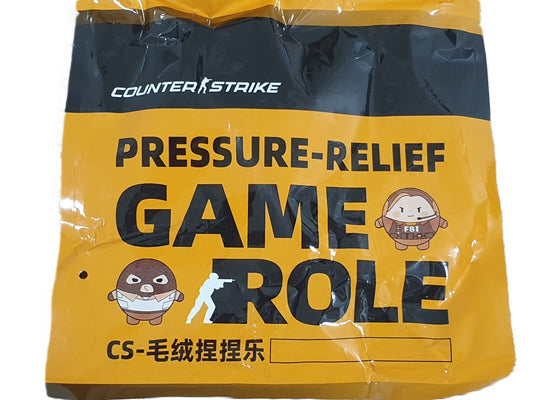 COUNTER STRIKE
PRESSURE-RELIEF
GAME
FBI
ROLE
CS-毛绒捏捏乐